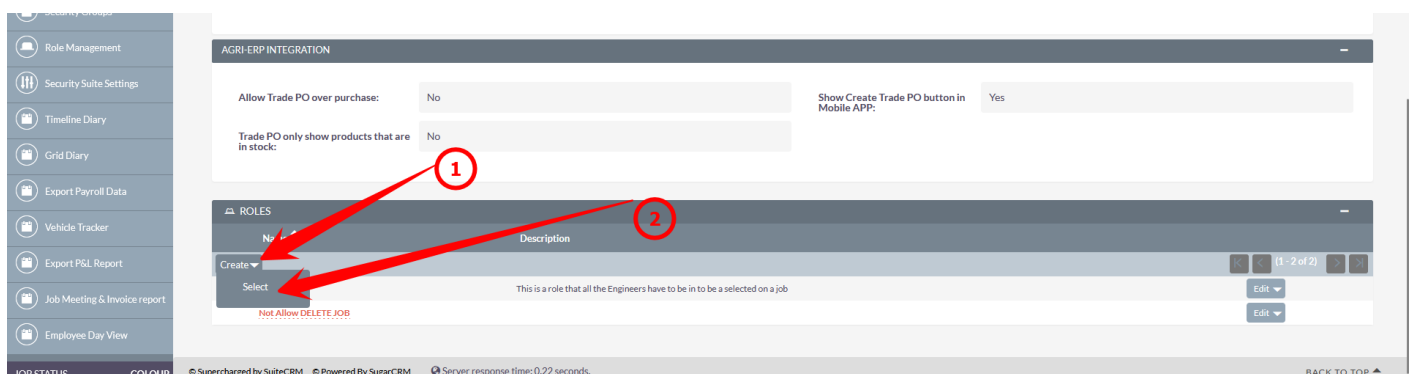 Security Groups
Role Management
Security Suite Settings
Timeline Diary
Grid Diary
Export Payroll Data
Vehicle Tracker
Export P&L Report
Job Meeting & Invoice report
Employee Day View
JOB STATUS COLOUR
AGRI-ERP INTEGRATION
Allow Trade PO over purchase: No
Show Create Trade PO button in Mobile APP: Yes
Trade PO only show products that are
in stock: No
1
ROLES
2
Description
Create
(1 - 2 of 2)
Select
This is a role that all the Engineers have to be in to be a selected on a job
Edit
Not Allow DELETE JOB
Edit
© Supercharged by SuiteCRM © Powered By SugarCRM Server response time: 0.22 seconds.
BACK TO TOP